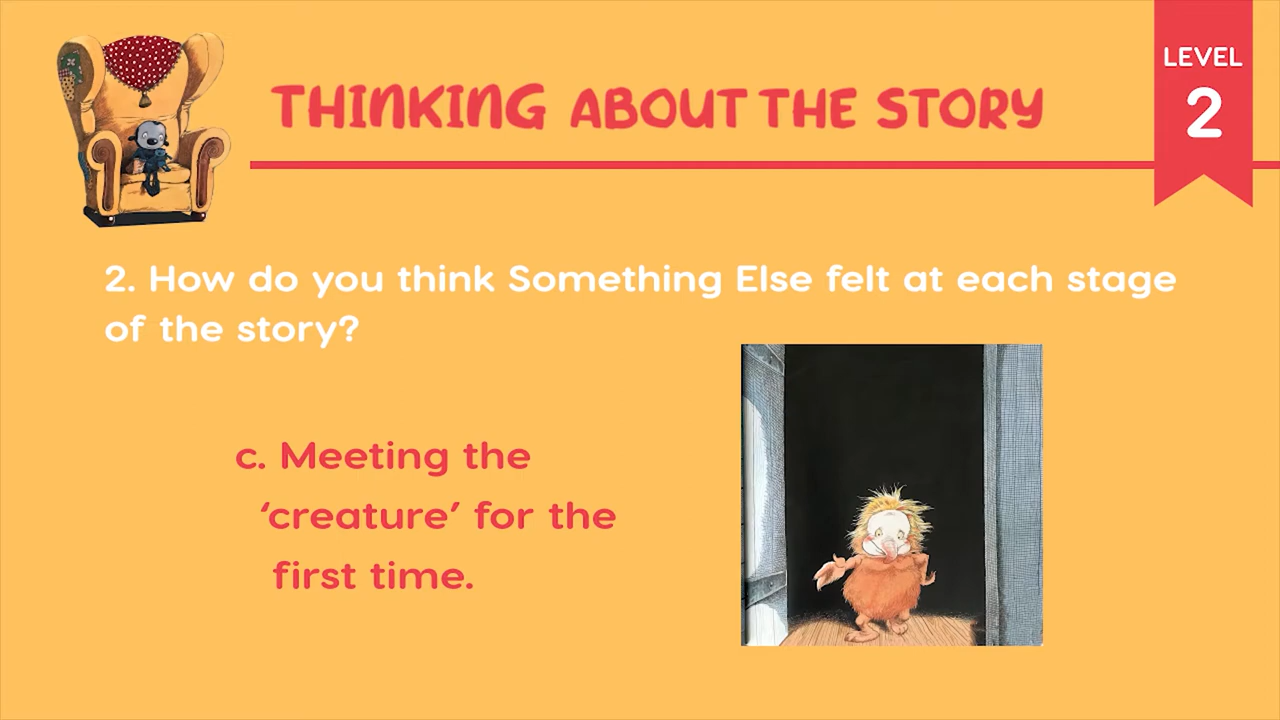 THINKING ABOUT THE STORY
LEVEL
2
2. How do you think Something Else felt at each stage
of the story?
c. Meeting the
‘creature’ for the
first time.